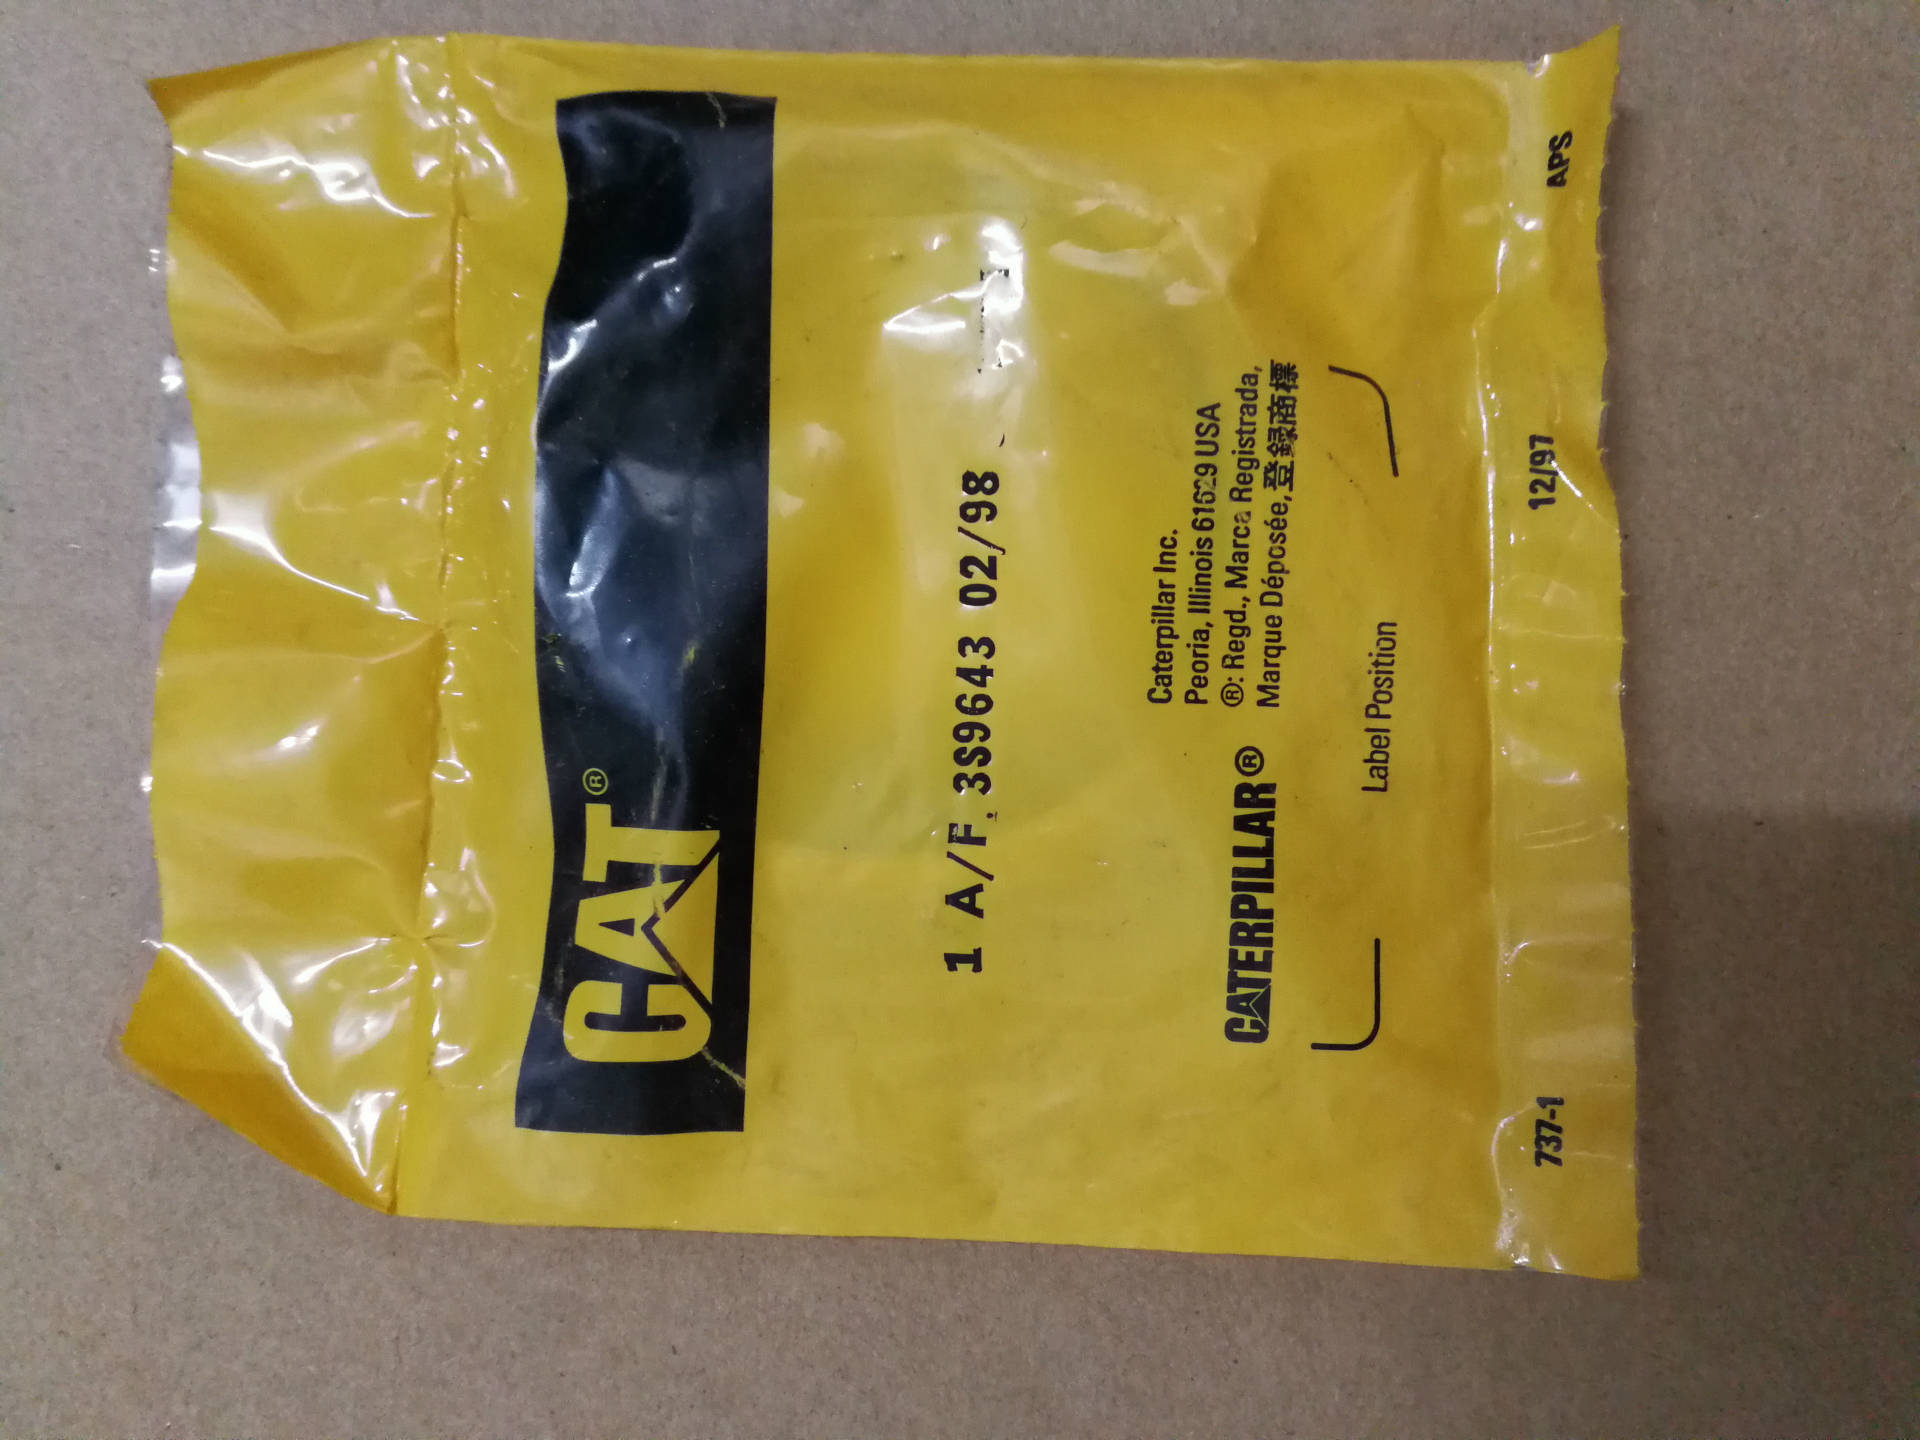 CAT®
1 A/F 3S9643 02/98
CATERPILLAR®
Caterpillar Inc.
Peoria, Illinois 61629 USA
®: Regd., Marca Registrada,
Marque Déposée, 登録商標
Label Position
737-1 12/97 APS